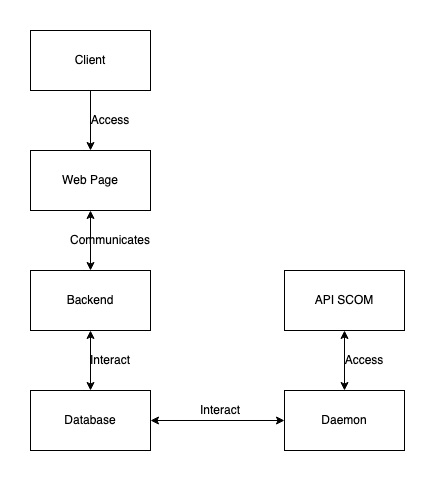 Client
Access
Web Page
Communicates
Backend
API SCOM
Interact
Access
Database
Interact
Daemon